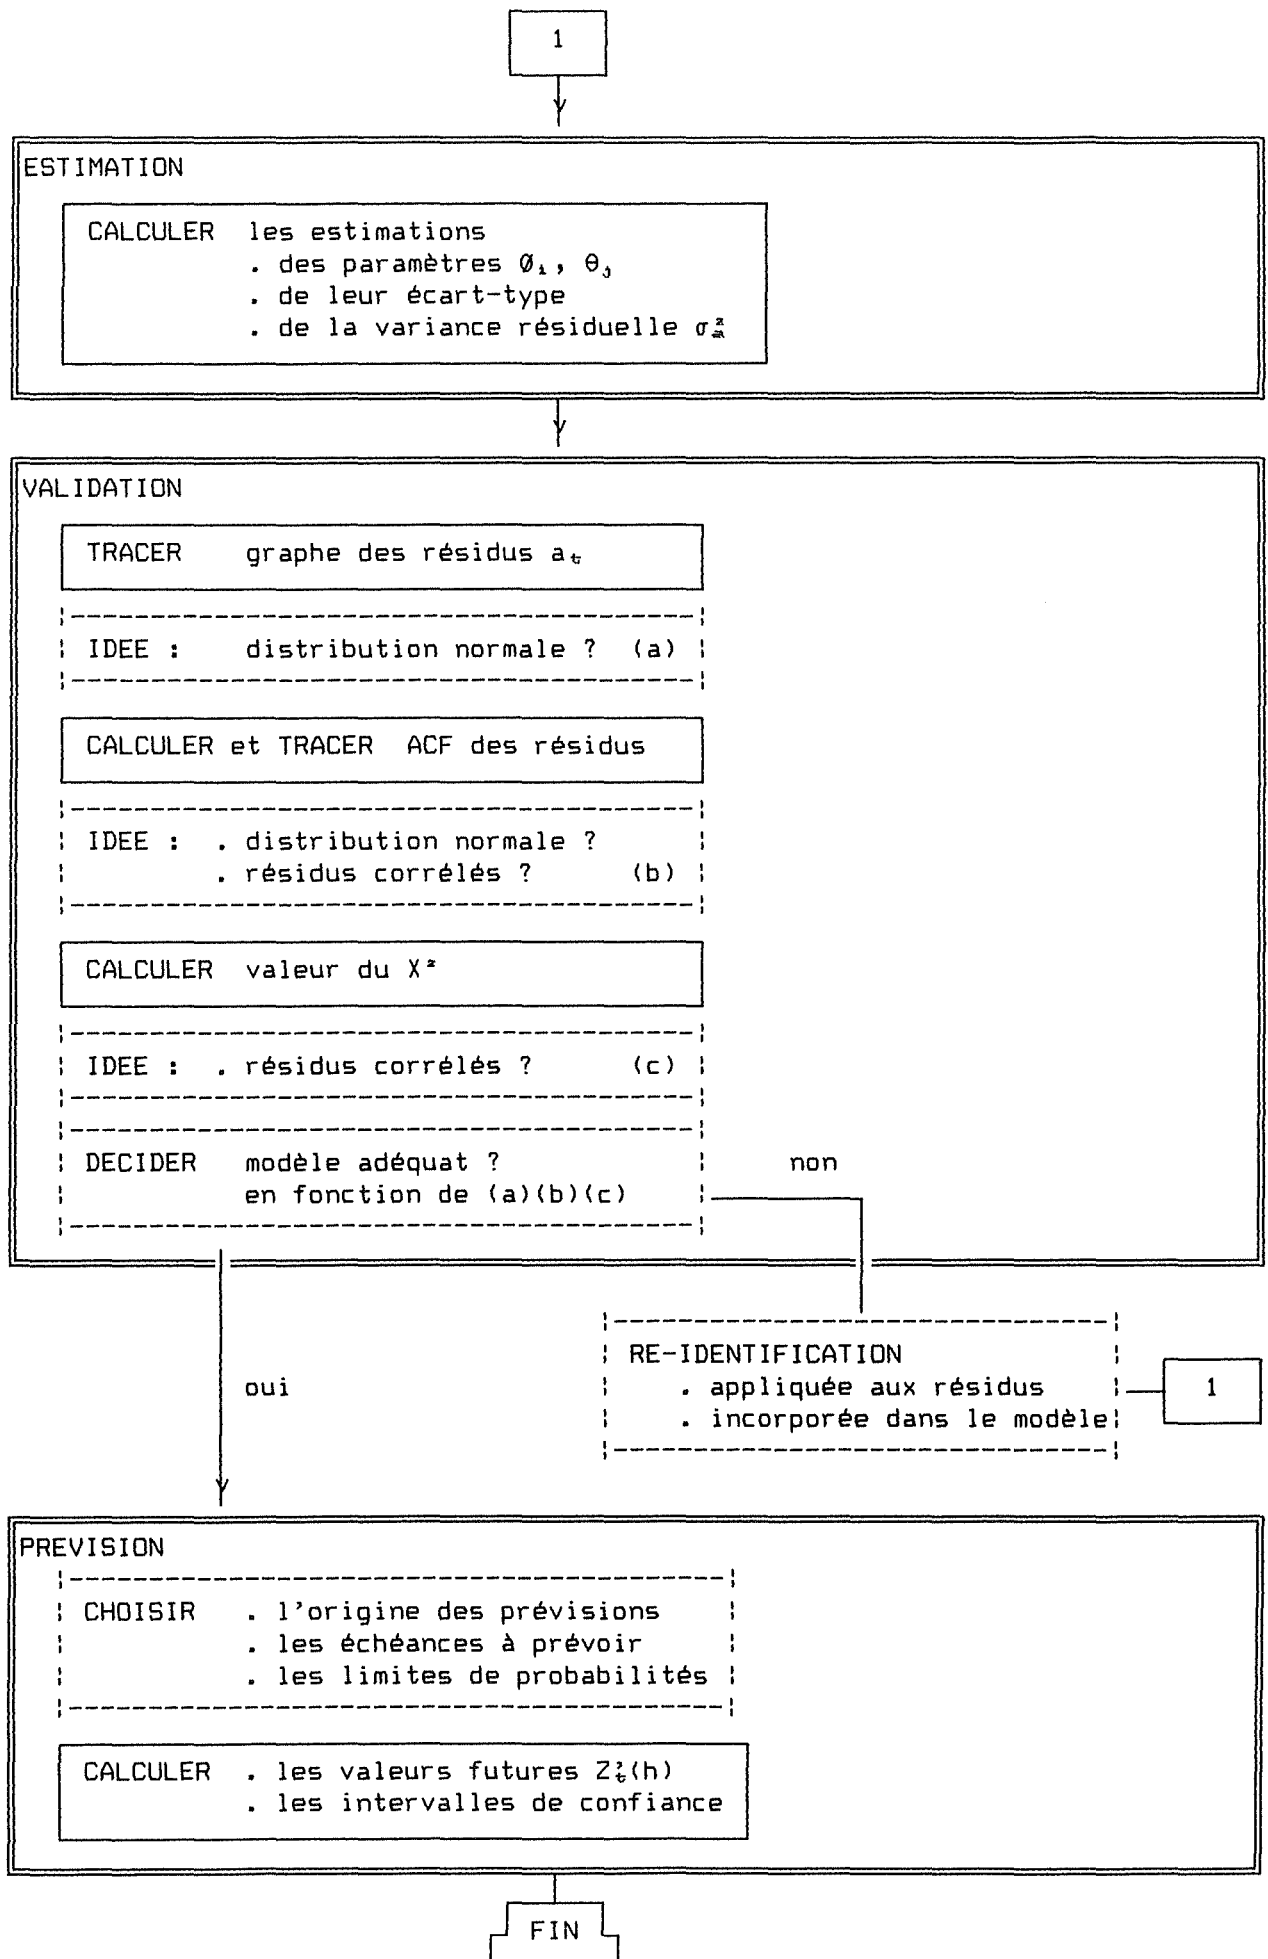 1
ESTIMATION
CALCULER les estimations
. des paramètres Øᵢ, θⱼ
. de leur écart-type
. de la variance résiduelle σ²ₐ
VALIDATION
TRACER graphe des résidus aₜ
IDEE : distribution normale ? (a)
CALCULER et TRACER ACF des résidus
IDEE : . distribution normale ?
. résidus corrélés ? (b)
CALCULER valeur du X²
IDEE : . résidus corrélés ? (c)
DECIDER modèle adéquat ?
en fonction de (a)(b)(c)
non
RE-IDENTIFICATION
. appliquée aux résidus
. incorporée dans le modèle
1
oui
PREVISION
CHOISIR . l'origine des prévisions
. les échéances à prévoir
. les limites de probabilités
CALCULER . les valeurs futures Zₜ(h)
. les intervalles de confiance
FIN